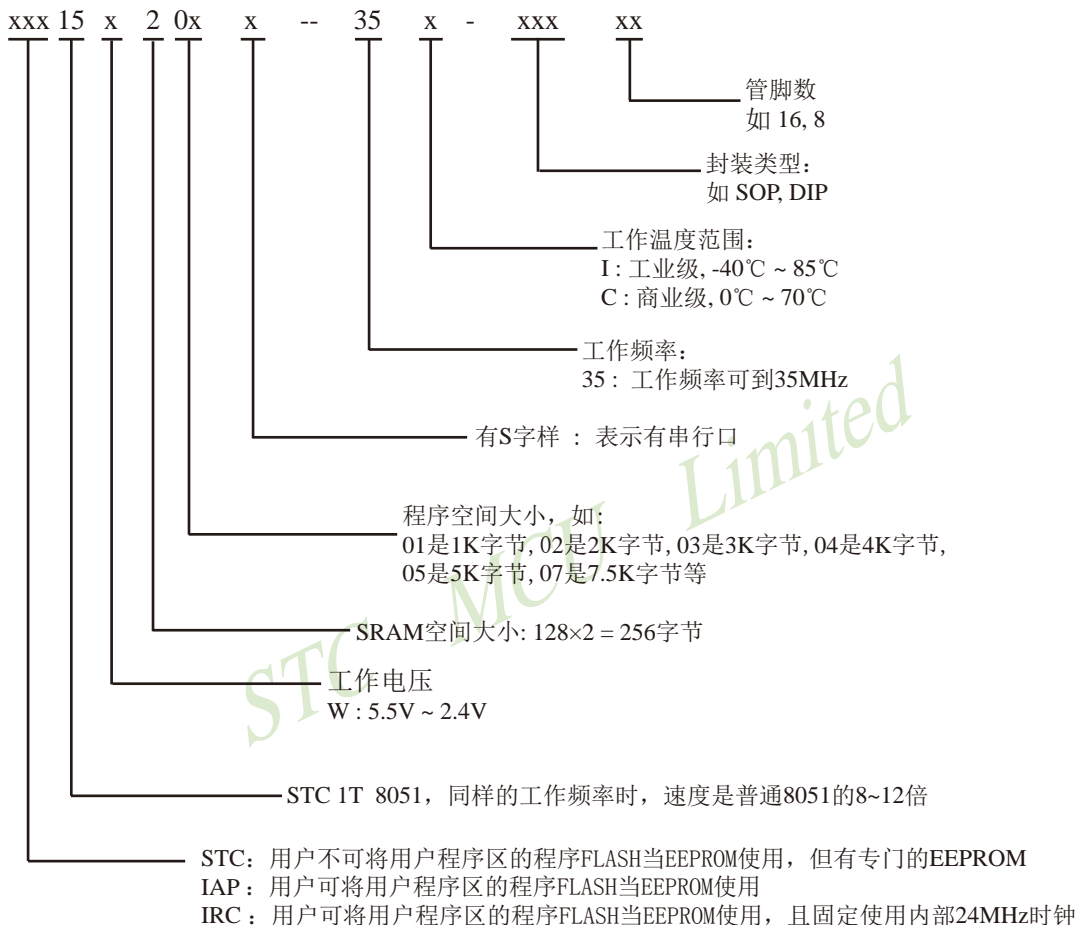 xxx 15 x 2 0x x -- 35 x - xxx xx
管脚数
如 16, 8
封装类型：
如 SOP, DIP
工作温度范围：
I : 工业级, -40℃ ~ 85℃
C : 商业级, 0℃ ~ 70℃
工作频率：
35 : 工作频率可到35MHz
有S字样 : 表示有串行口
程序空间大小，如:
01是1K字节, 02是2K字节, 03是3K字节, 04是4K字节,
05是5K字节, 07是7.5K字节等
SRAM空间大小: 128×2 = 256字节
工作电压
W : 5.5V ~ 2.4V
STC 1T 8051，同样的工作频率时，速度是普通8051的8~12倍
STC：用户不可将用户程序区的程序FLASH当EEPROM使用，但有专门的EEPROM
IAP：用户可将用户程序区的程序FLASH当EEPROM使用
IRC：用户可将用户程序区的程序FLASH当EEPROM使用，且固定使用内部24MHz时钟
STC MCU Limited